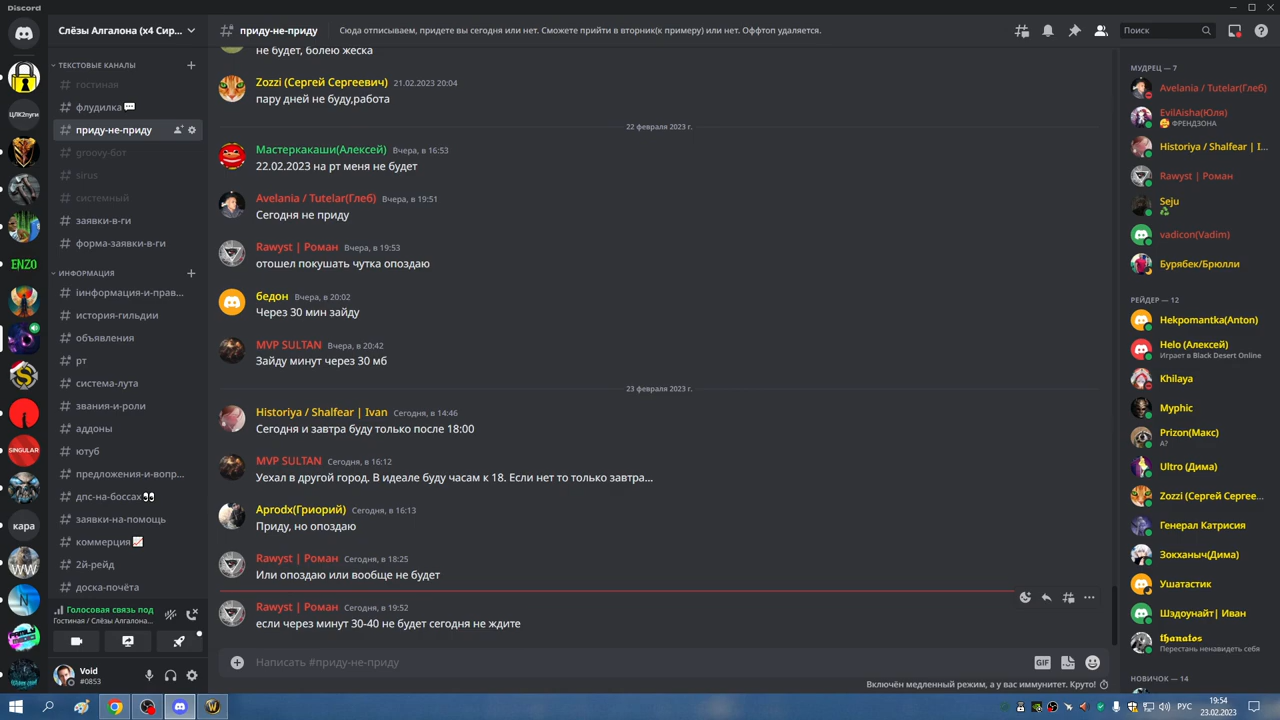 Discord
Слёзы Алгалона (x4 Сир...
приду-не-приду
Сюда отписываем, придете вы сегодня или нет. Сможете прийти в вторник(к примеру) или нет. Оффтоп удаляется.
Поиск
ТЕКСТОВЫЕ КАНАЛЫ
гостиная
флудилка
приду-не-приду
groovy-бот
sirus
системный
заявки-в-ги
форма-заявки-в-ги
ИНФОРМАЦИЯ
iинформация-и-прав...
история-гильдии
объявления
рт
система-лута
звания-и-роли
аддоны
ютуб
предложения-и-вопр...
дпс-на-боссах
заявки-на-помощь
коммерция
2й-рейд
доска-почёта
Голосовая связь под
Гостиная / Слёзы Алгалона...
Void
#0853
ЦЛК2пуги
ENZO
SINGULAR
кара
WW
не будет, болею жеска
Zozzi (Сергей Сергеевич) 21.02.2023 20:04
пару дней не буду,работа
22 февраля 2023 г.
Мастеркакаши(Алексей) Вчера, в 16:53
22.02.2023 на рт меня не будет
Avelania / Tutelar(Глеб) Вчера, в 19:51
Сегодня не приду
Rawyst | Роман Вчера, в 19:53
отошел покушать чутка опоздаю
бедон Вчера, в 20:02
Через 30 мин зайду
MVP SULTAN Вчера, в 20:42
Зайду минут через 30 мб
23 февраля 2023 г.
Historiya / Shalfear | Ivan Сегодня, в 14:46
Сегодня и завтра буду только после 18:00
MVP SULTAN Сегодня, в 16:12
Уехал в другой город. В идеале буду часам к 18. Если нет то только завтра...
Aprodx(Гриорий) Сегодня, в 16:13
Приду, но опоздаю
Rawyst | Роман Сегодня, в 18:25
Или опоздаю или вообще не будет
Rawyst | Роман Сегодня, в 19:52
если через минут 30-40 не будет сегодня не ждите
Написать #приду-не-приду
GIF
Включён медленный режим, а у вас иммунитет. Круто!
МУДРЕЦ — 7
Avelania / Tutelar(Глеб)
EvilAisha(Юля)
ФРЕНДЗОНА
Historiya / Shalfear | I...
Rawyst | Роман
Seju
vadicon(Vadim)
Бурябек/Брюлли
РЕЙДЕР — 12
Hekpomantka(Anton)
Helo (Алексей)
Играет в Black Desert Online
Khilaya
Myphic
Prizon(Макс)
А?
Ultro (Дима)
Zozzi (Сергей Сергее...
Генерал Катрисия
Зокханыч(Дима)
Ушатастик
Шэдоунайт| Иван
thanatos
Перестань ненавидеть себя
НОВИЧОК — 14
РУС
19:54
23.02.2023